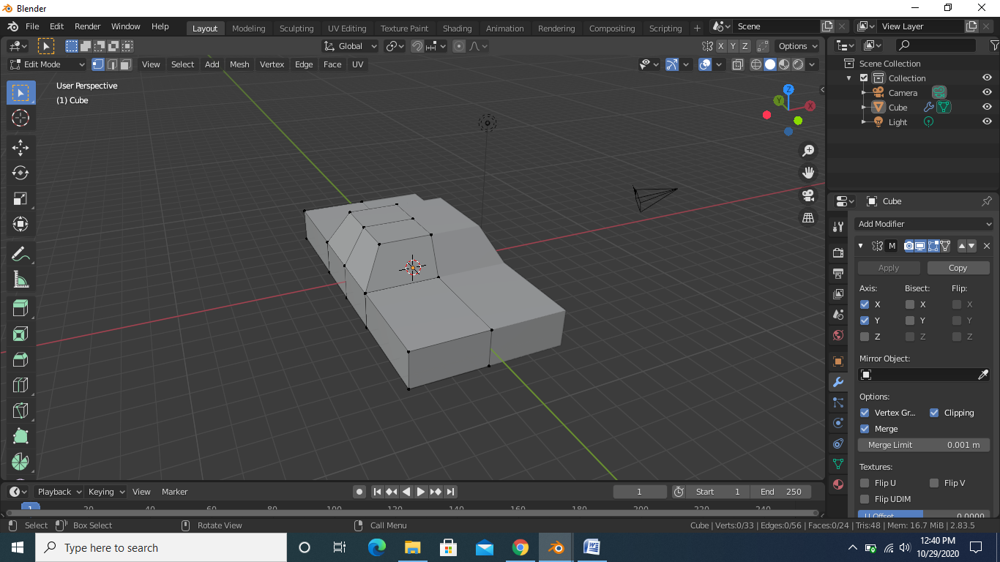 Blender
File Edit Render Window Help Layout Modeling Sculpting UV Editing Texture Paint Shading Animation Rendering Compositing Scripting + Scene View Layer
Global X Y Z Options
Edit Mode View Select Add Mesh Vertex Edge Face UV
User Perspective
(1) Cube
Z
Y
X
Scene Collection
Collection
Camera
Cube
Light
Cube
Add Modifier
M
Apply Copy
Axis: Bisect: Flip:
X X X
Y Y Y
Z Z Z
Mirror Object:
Options:
Vertex Gr... Clipping
Merge
Merge Limit 0.001 m
Textures:
Flip U Flip V
Flip UDIM
U Offset 0.0000
Playback Keying View Marker 1 Start 1 End 250
1 20 40 60 80 100 120 140 160 180 200 220 240
Select Box Select Rotate View Call Menu Cube | Verts:0/33 | Edges:0/56 | Faces:0/24 | Tris:48 | Mem: 16.7 MiB | 2.83.5
Type here to search
12:40 PM
10/29/2020